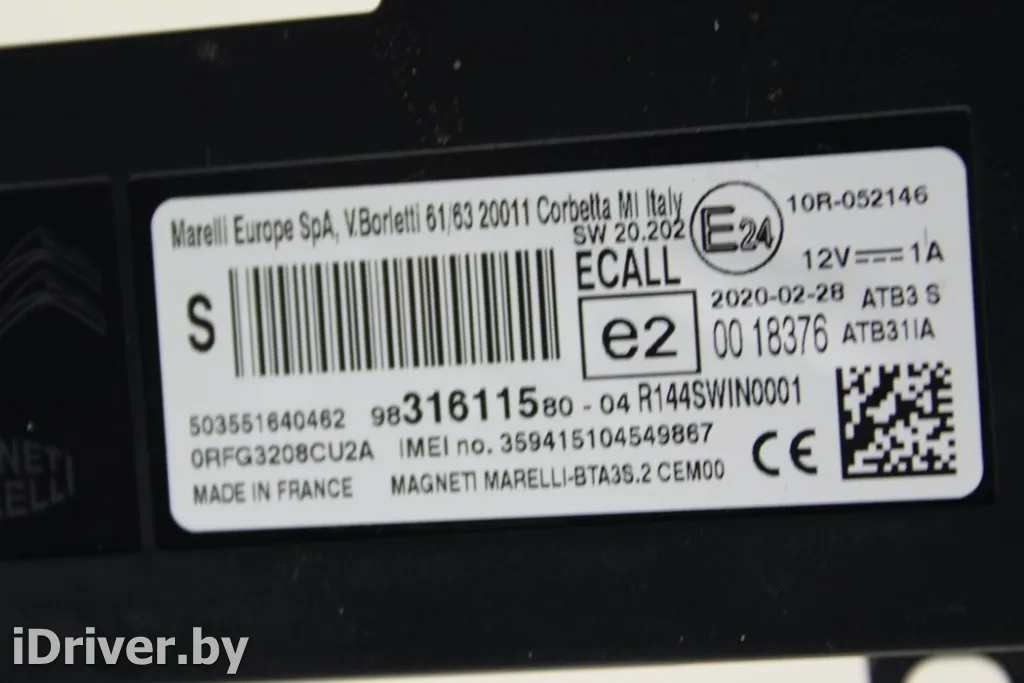 Marelli Europe SpA, V.Borletti 61/63 20011 Corbetta MI Italy
SW 20.202
E24
10R-052146
12V 1A
S
ECALL
2020-02-28 ATB3 S
e2
00 18376 ATB31IA
503551640462 9831611580 - 04 R144SWIN0001
0RFG3208CU2A IMEI no. 359415104549867
CE
MADE IN FRANCE MAGNETI MARELLI-BTA3S.2 CEM00
iDriver.by